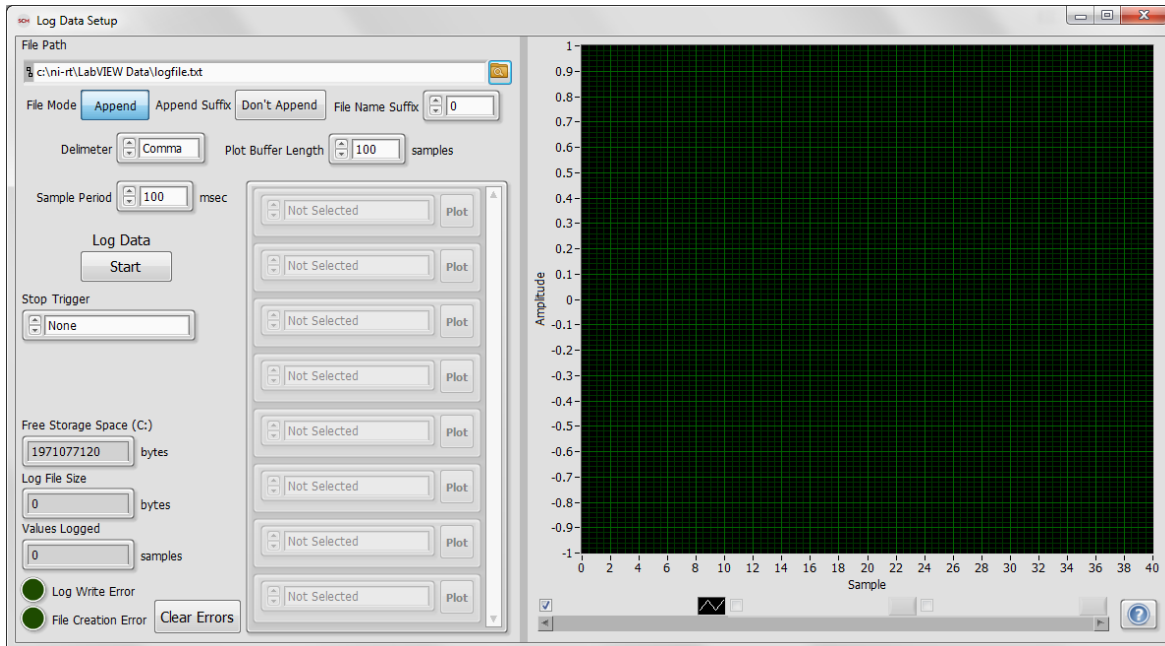 SCH Log Data Setup
File Path
c:\ni-rt\LabVIEW Data\logfile.txt
File Mode Append Append Suffix Don't Append File Name Suffix 0
Delimeter Comma Plot Buffer Length 100 samples
Sample Period 100 msec
Log Data
Start
Stop Trigger
None
Free Storage Space (C:)
1971077120 bytes
Log File Size
0 bytes
Values Logged
0 samples
Log Write Error
File Creation Error Clear Errors
Not Selected Plot
Not Selected Plot
Not Selected Plot
Not Selected Plot
Not Selected Plot
Not Selected Plot
Not Selected Plot
Not Selected Plot
Amplitude
1
0.9
0.8
0.7
0.6
0.5
0.4
0.3
0.2
0.1
0
-0.1
-0.2
-0.3
-0.4
-0.5
-0.6
-0.7
-0.8
-0.9
-1
0 2 4 6 8 10 12 14 16 18 20 22 24 26 28 30 32 34 36 38 40
Sample
?